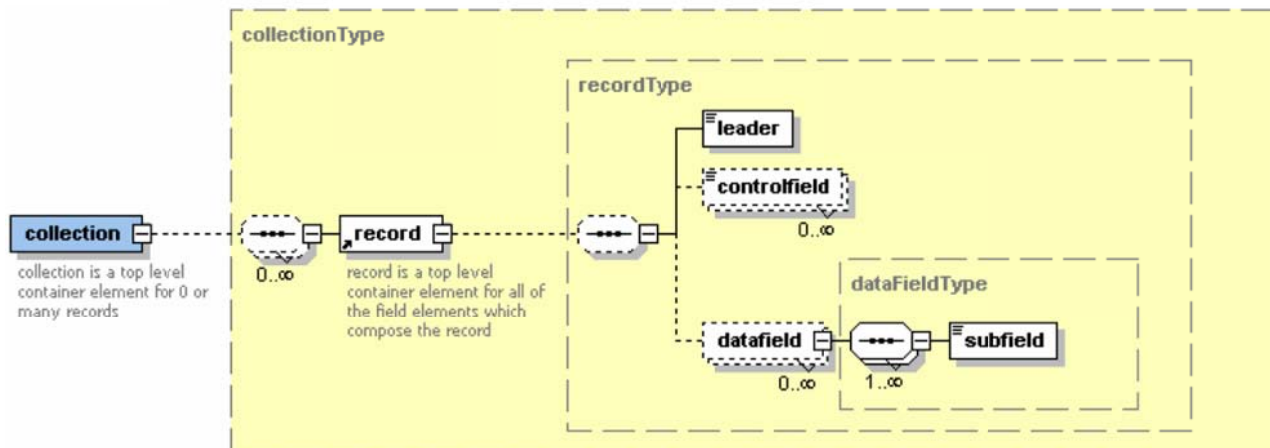 collectionType
recordType
leader
controlfield
0..∞
collection
record
0..∞
collection is a top level
container element for 0 or
many records
record is a top level
container element for all of
the field elements which
compose the record
dataFieldType
datafield
subfield
0..∞
1..∞